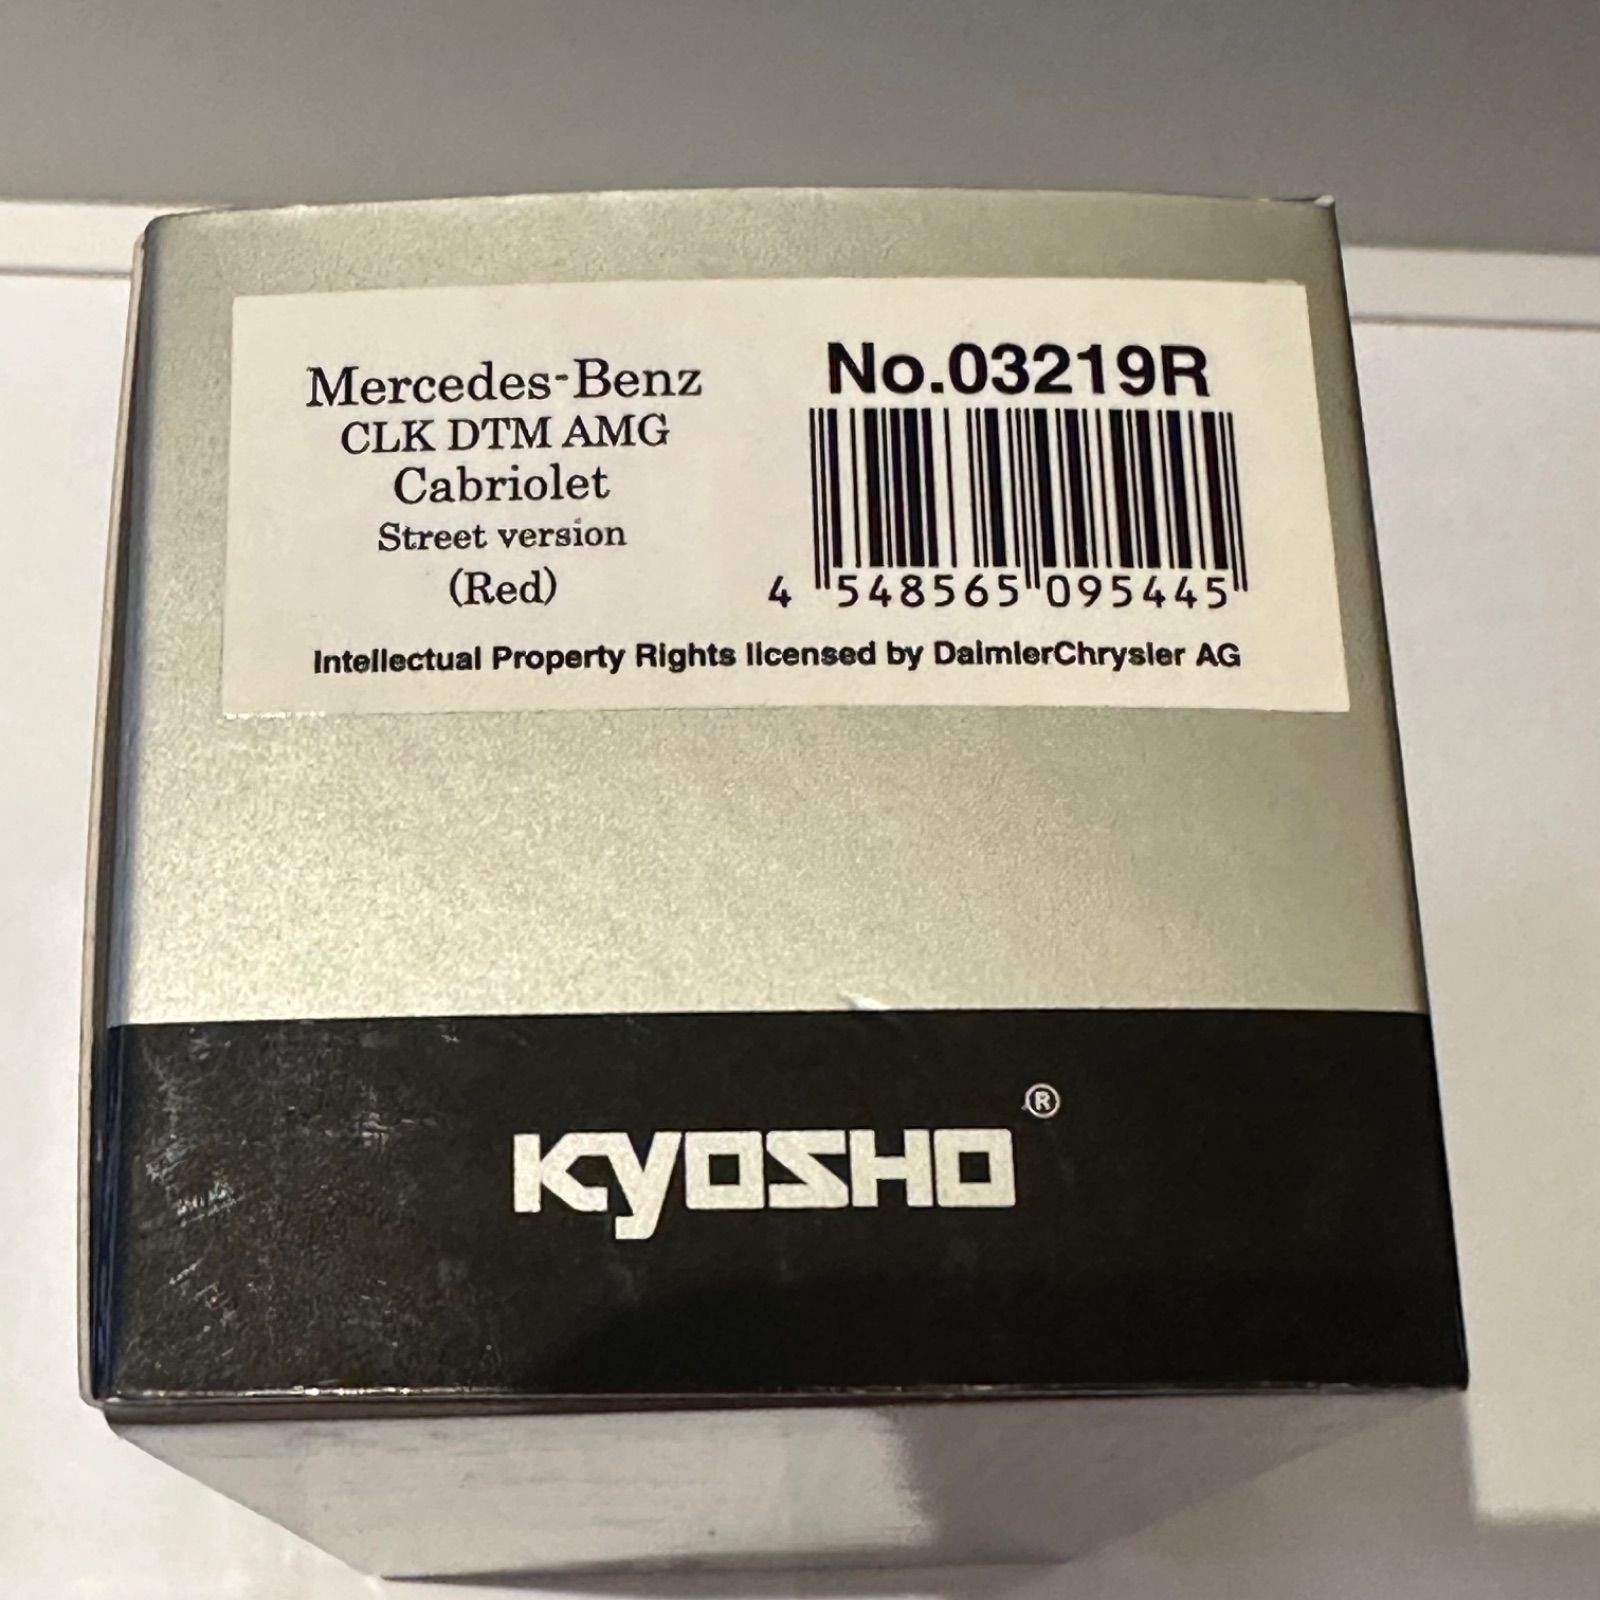 Mercedes-Benz
CLK DTM AMG
Cabriolet
Street version
(Red)
No.03219R
4 548565 095445
Intellectual Property Rights licensed by DaimlerChrysler AG
KYOSHO®